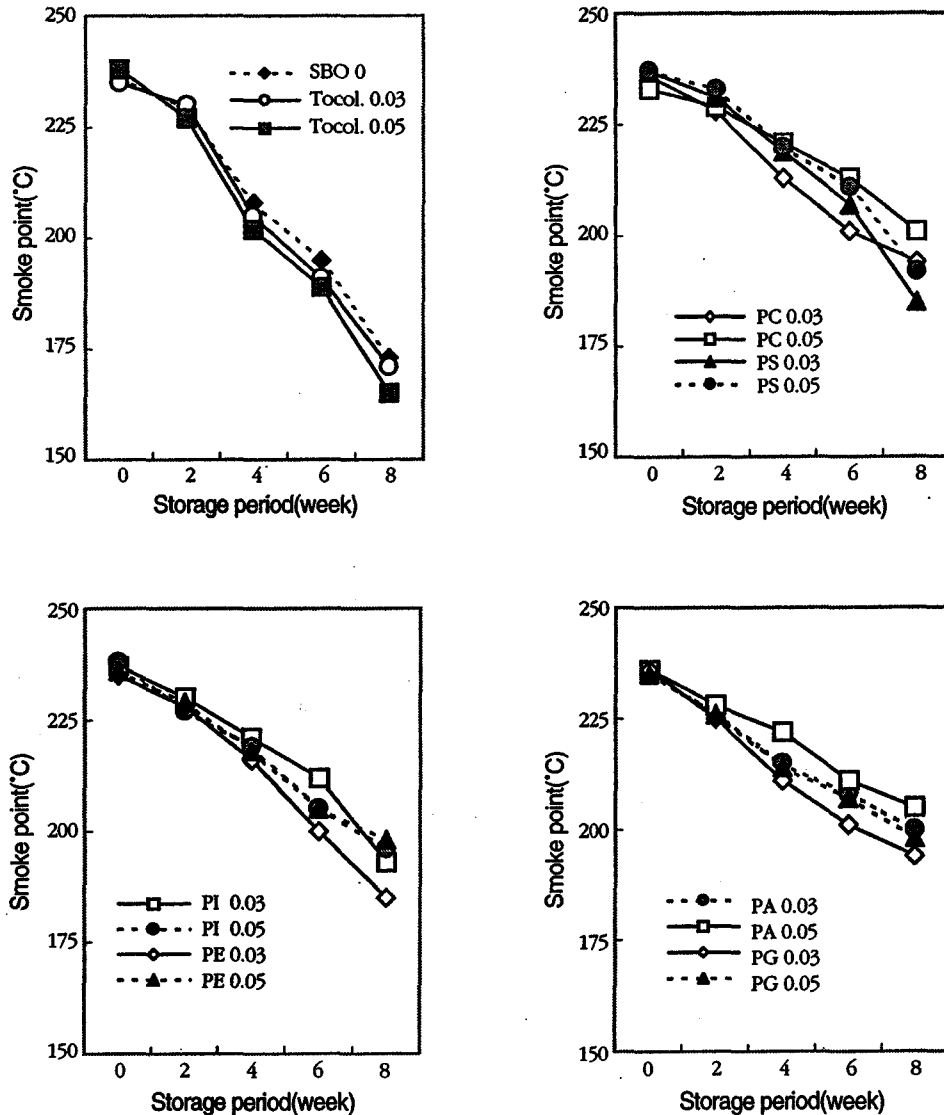 250
225
200
175
150
Smoke point(°C)
SBO 0
Tocol. 0.03
Tocol. 0.05
0 2 4 6 8
Storage period(week)
250
225
200
175
150
Smoke point(°C)
PC 0.03
PC 0.05
PS 0.03
PS 0.05
0 2 4 6 8
Storage period(week)
250
225
200
175
150
Smoke point(°C)
PI 0.03
PI 0.05
PE 0.03
PE 0.05
0 2 4 6 8
Storage period(week)
250
225
200
175
150
Smoke point(°C)
PA 0.03
PA 0.05
PG 0.03
PG 0.05
0 2 4 6 8
Storage period(week)